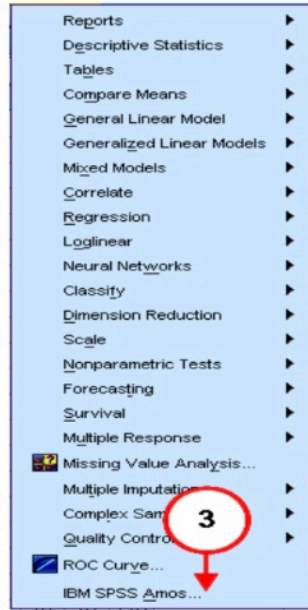 Reports
Descriptive Statistics
Tables
Compare Means
General Linear Model
Generalized Linear Models
Mixed Models
Correlate
Regression
Loglinear
Neural Networks
Classify
Dimension Reduction
Scale
Nonparametric Tests
Forecasting
Survival
Multiple Response
Missing Value Analysis...
Multiple Imputation
Complex
3
Quality
ROC Curve...
IBM SPSS Amos...